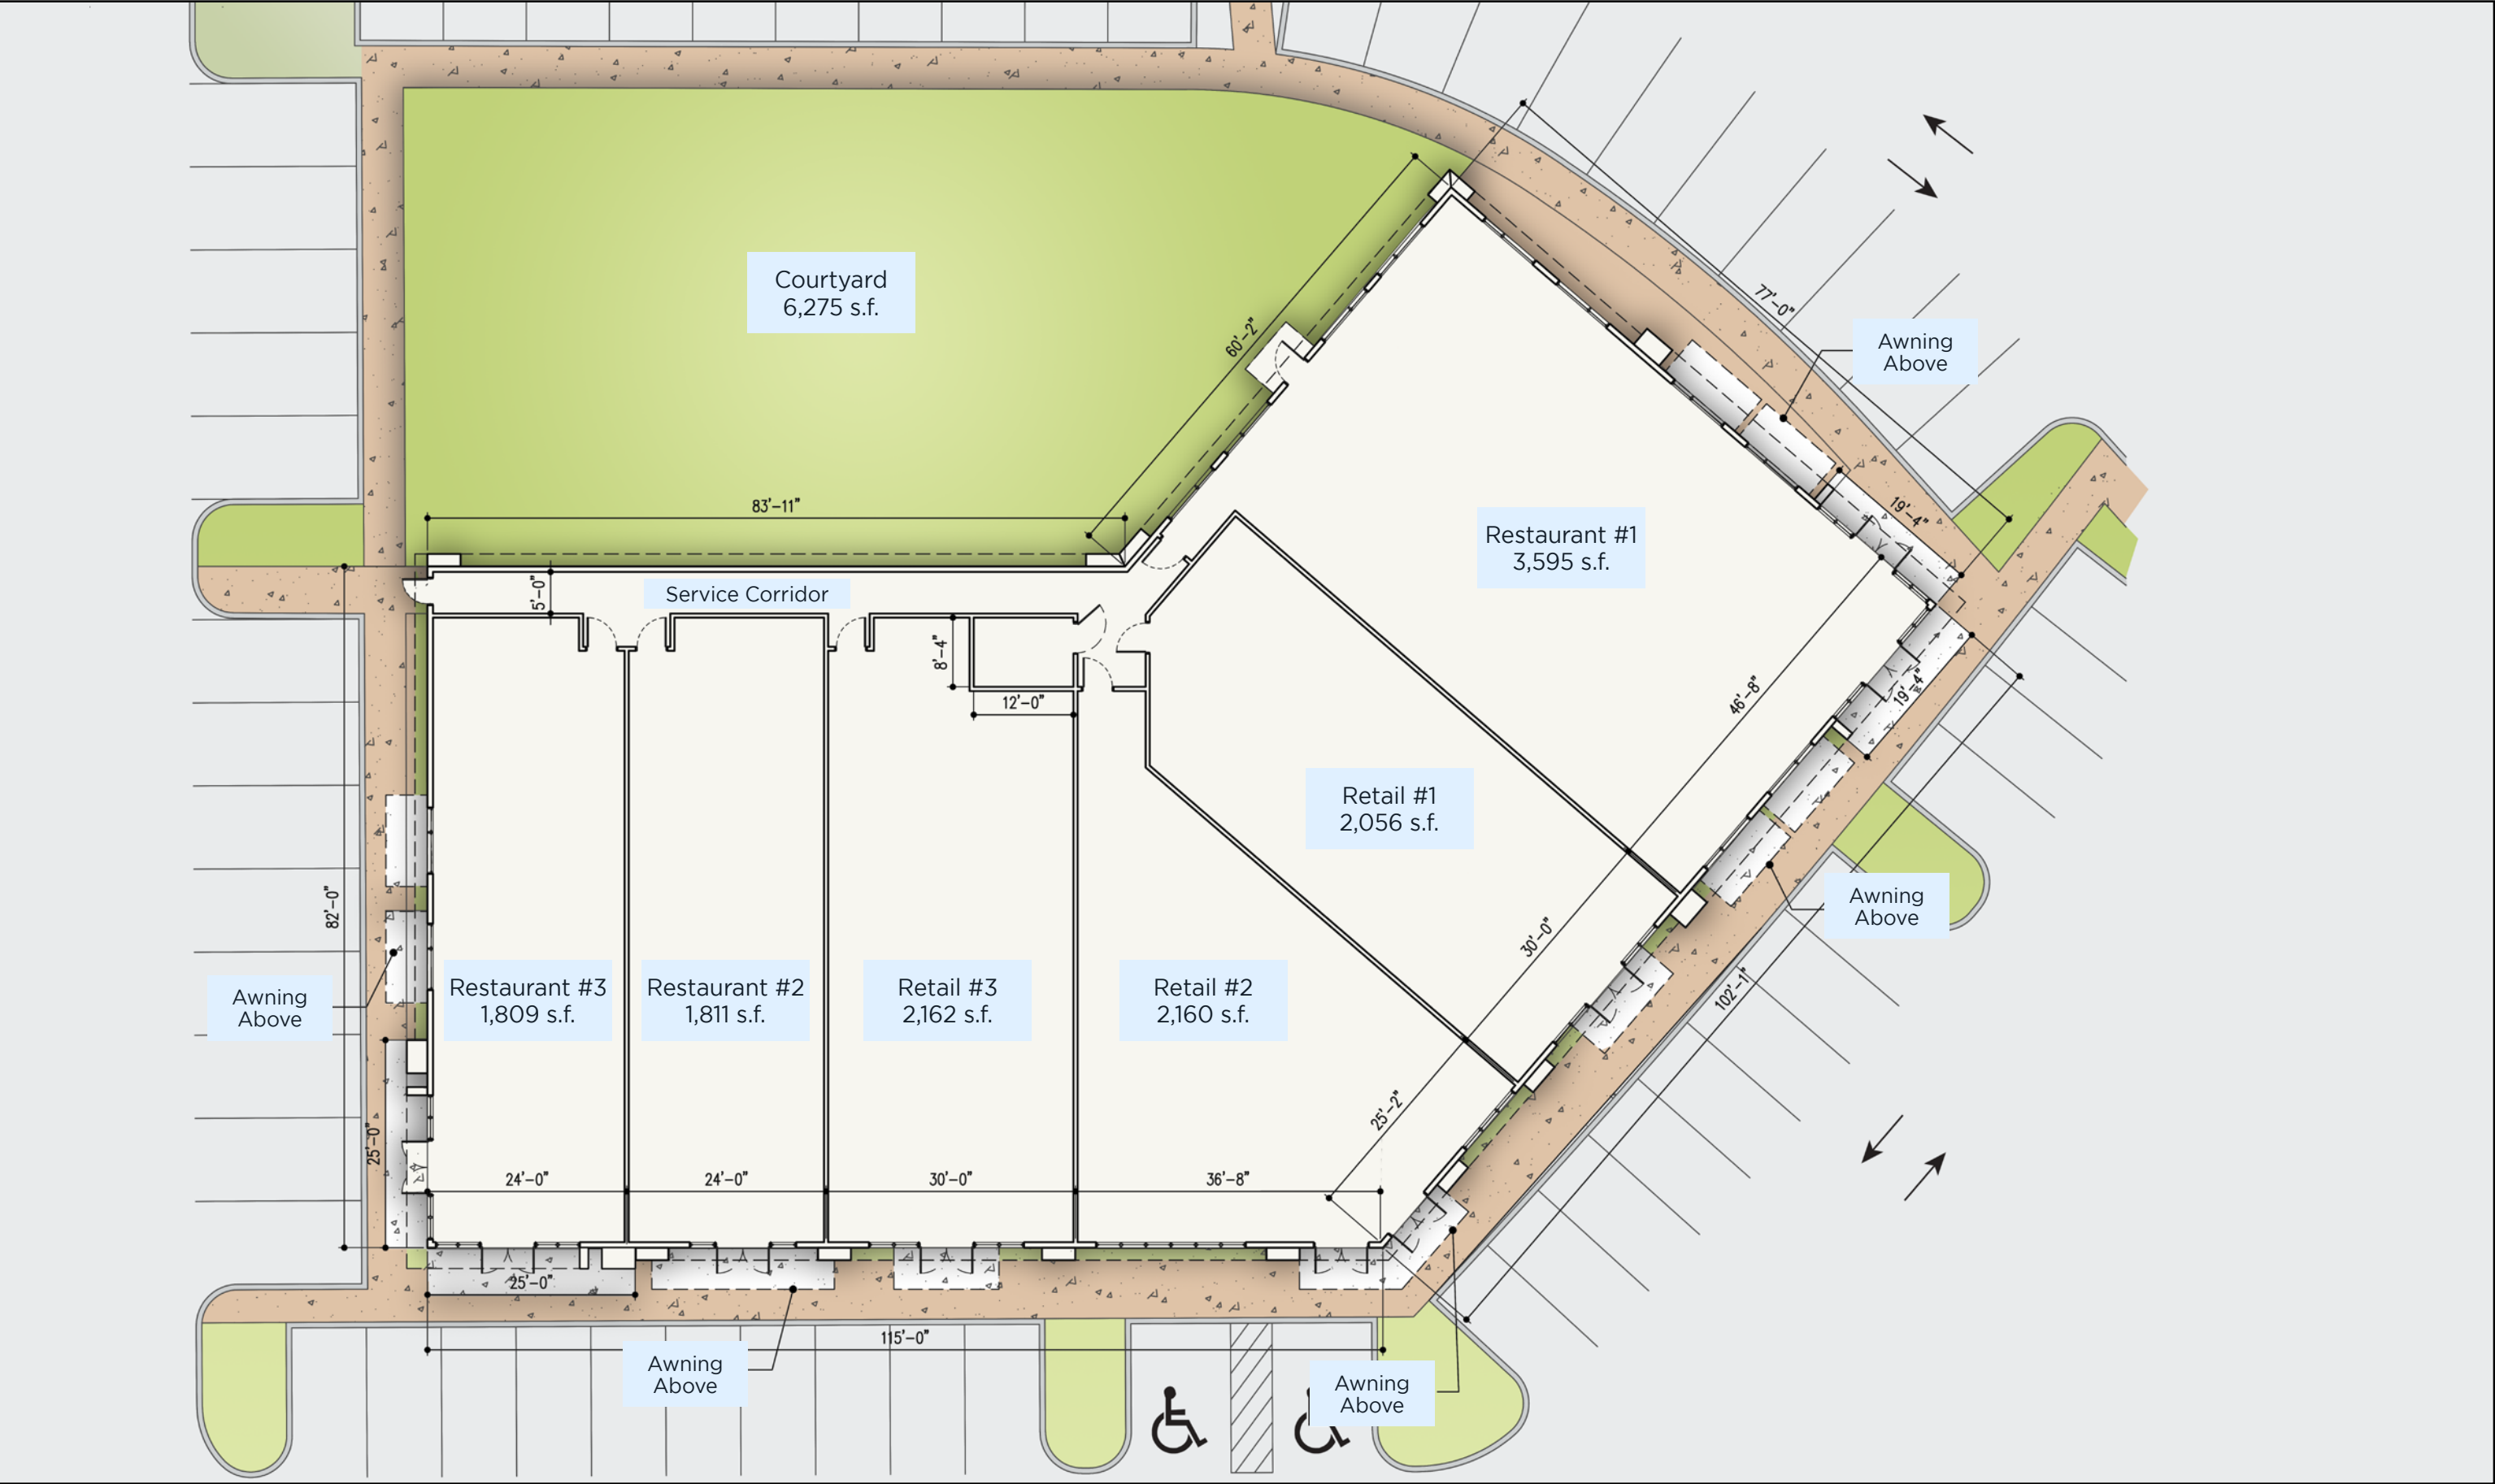 77'-0"
Courtyard
6,275 s.f.
60'-2"
Awning
Above
83'-11"
19'-4"
Restaurant #1
3,595 s.f.
5'-0"
Service Corridor
8'-4"
12'-0"
46'-8"
19'-4"
Retail #1
2,056 s.f.
82'-0"
30'-0"
Awning
Above
Restaurant #3
1,809 s.f.
Restaurant #2
1,811 s.f.
Retail #3
2,162 s.f.
Retail #2
2,160 s.f.
Awning
Above
102'-1"
25'-2"
25'-0"
24'-0"
24'-0"
30'-0"
36'-8"
25'-0"
115'-0"
Awning
Above
Awning
Above